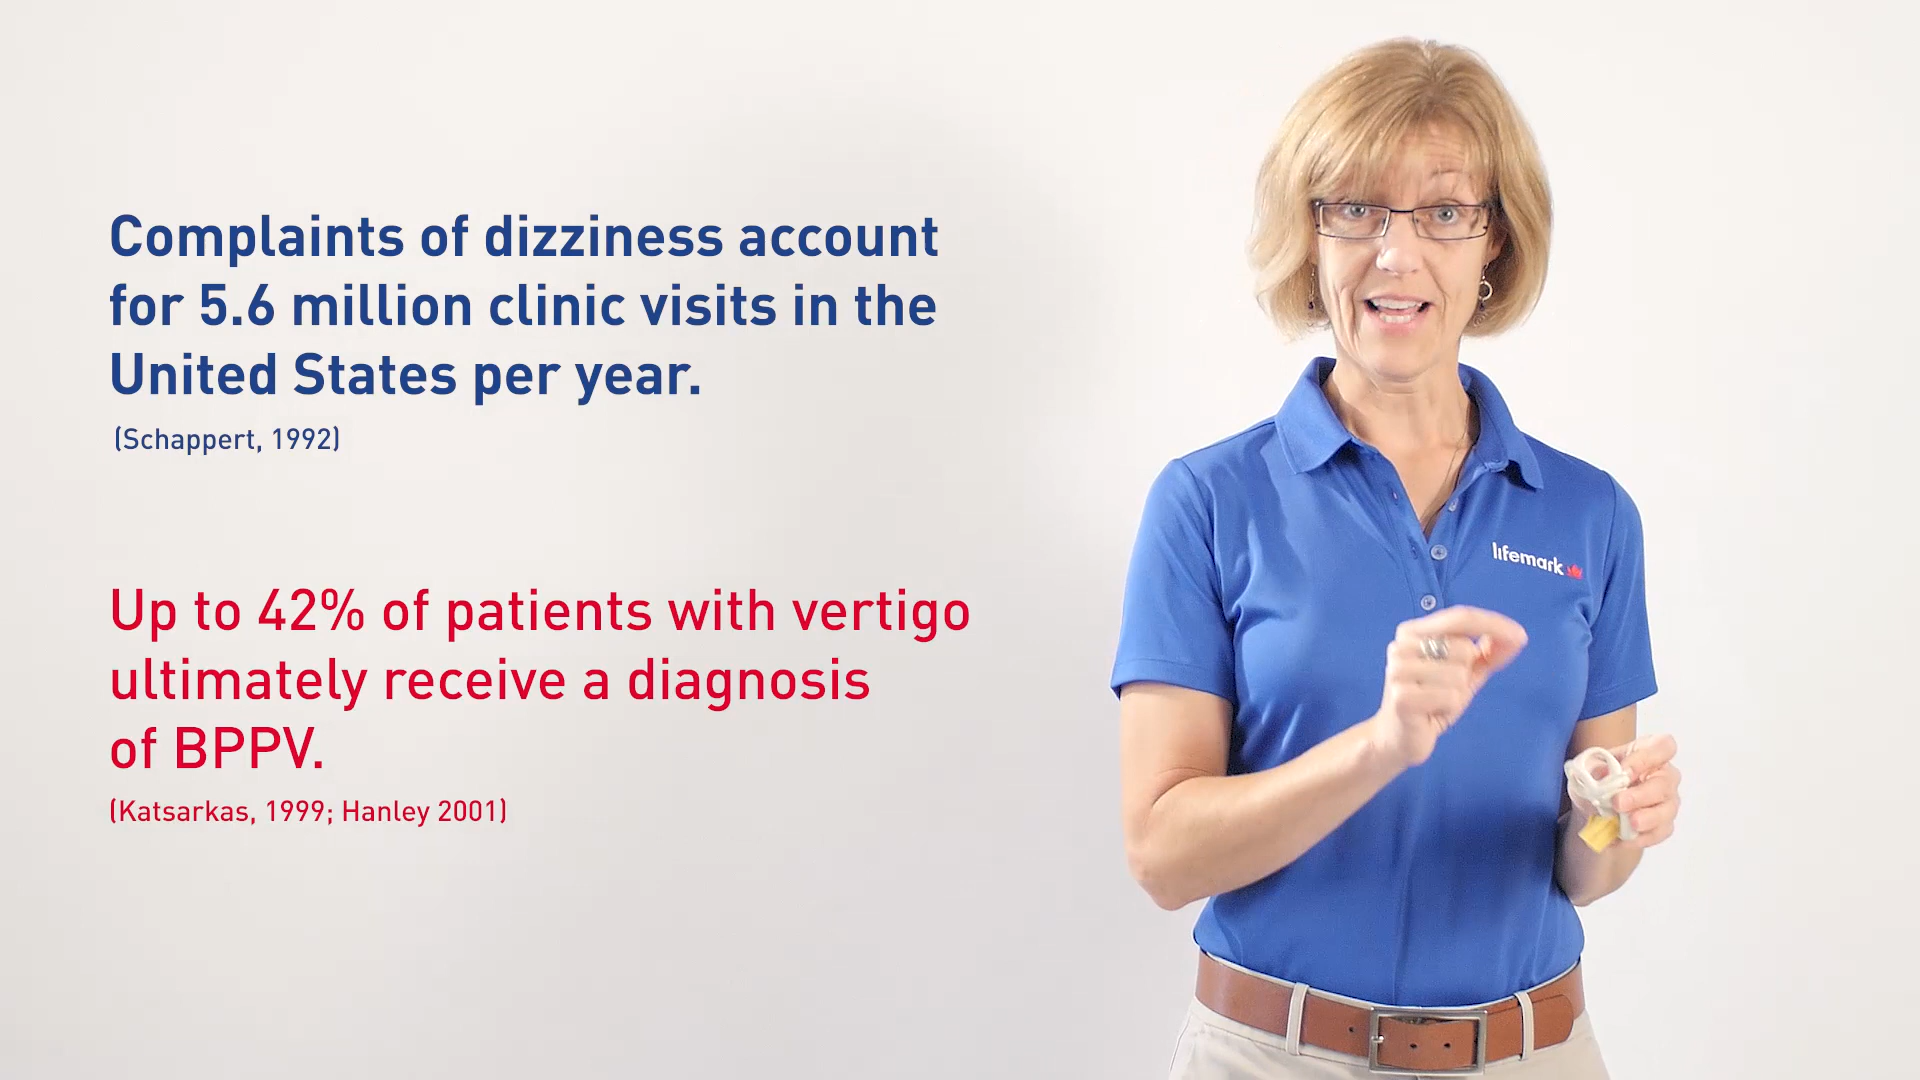 Complaints of dizziness account
for 5.6 million clinic visits in the
United States per year.
(Schappert, 1992)
Up to 42% of patients with vertigo
ultimately receive a diagnosis
of BPPV.
(Katsarkas, 1999; Hanley 2001)
lifemark